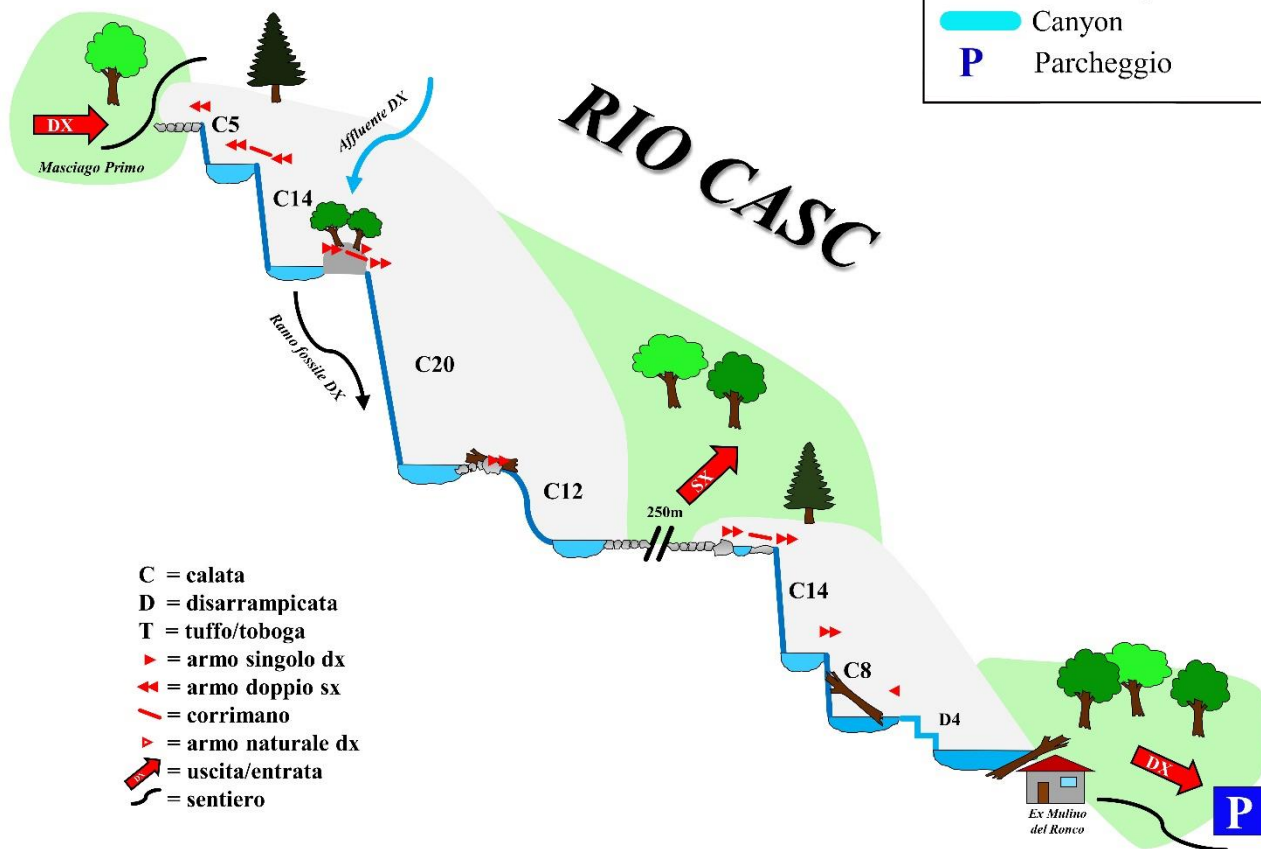 Canyon
P Parcheggio
RIO CASC
DX
Masciago Primo
C5
Affluente DX
C14
Ramo fossile DX
C20
C12
SX
250m
C14
C8
D4
C = calata
D = disarrampicata
T = tuffo/toboga
= armo singolo dx
= armo doppio sx
= corrimano
= armo naturale dx
DX = uscita/entrata
= sentiero
DX
P
Ex Mulino
del Ronco